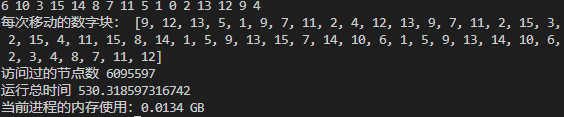 6 10 3 15 14 8 7 11 5 1 0 2 13 12 9 4
每次移动的数字块: [9, 12, 13, 5, 1, 9, 7, 11, 2, 4, 12, 13, 9, 7, 11, 2, 15, 3,
2, 15, 4, 11, 15, 8, 14, 1, 5, 9, 13, 15, 7, 14, 10, 6, 1, 5, 9, 13, 14, 10, 6,
2, 3, 4, 8, 7, 11, 12]
访问过的节点数 6095597
运行总时间 530.318597316742
当前进程的内存使用: 0.0134 GB